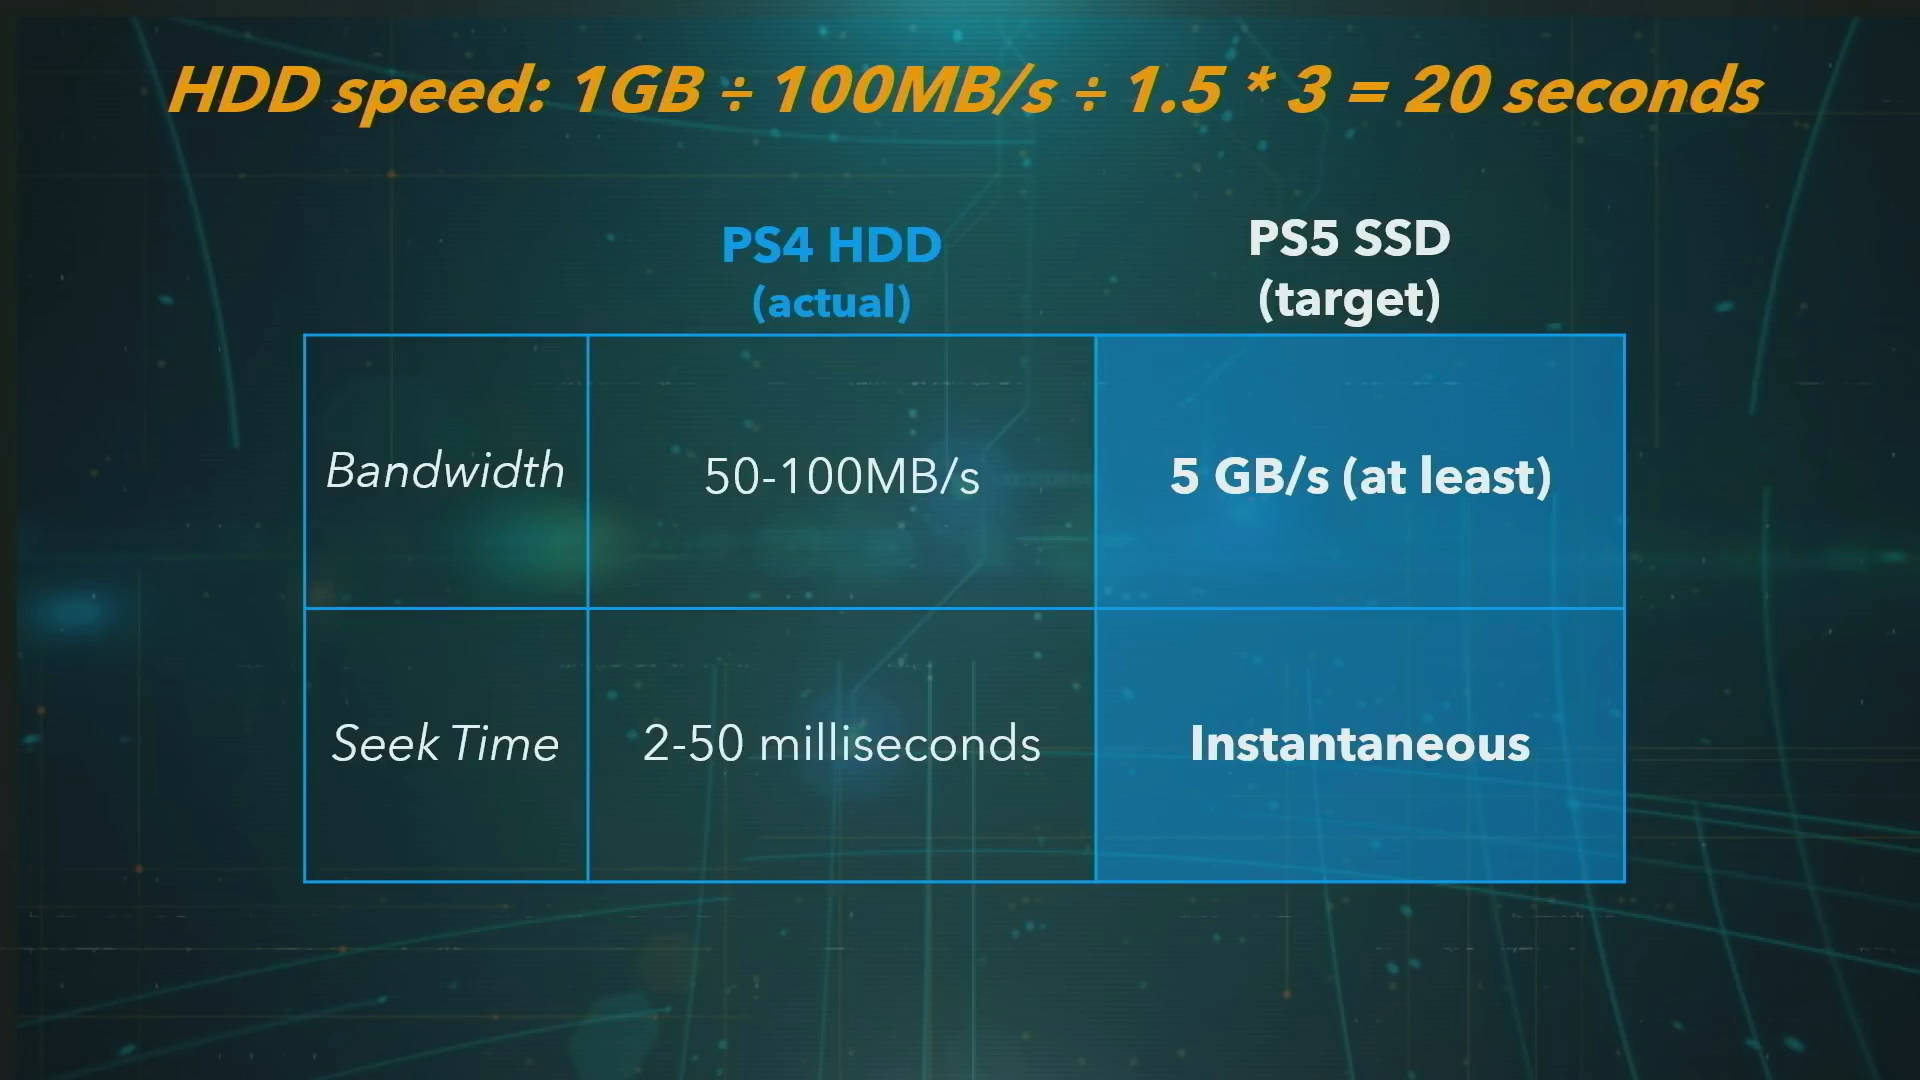 HDD speed: 1GB ÷ 100MB/s ÷ 1.5 * 3 = 20 seconds
PS4 HDD
(actual)
PS5 SSD
(target)
Bandwidth
50-100MB/s
5 GB/s (at least)
Seek Time
2-50 milliseconds
Instantaneous